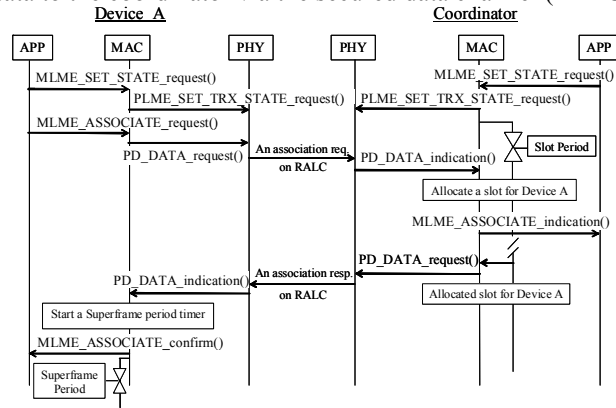 Device A Coordinator
APP MAC PHY PHY MAC APP
MLME_SET_STATE_request() MLME_SET_STATE_request()
PLME_SET_TRX_STATE_request() PLME_SET_TRX_STATE_request()
MLME_ASSOCIATE_request()
PD_DATA_request() An association req. PD_DATA_indication() Slot Period
on RALC
Allocate a slot for Device A
MLME_ASSOCIATE_indication()
PD_DATA_request()
PD_DATA_indication() An association resp.
on RALC Allocated slot for Device A
Start a Superframe period timer
MLME_ASSOCIATE_confirm()
Superframe
Period